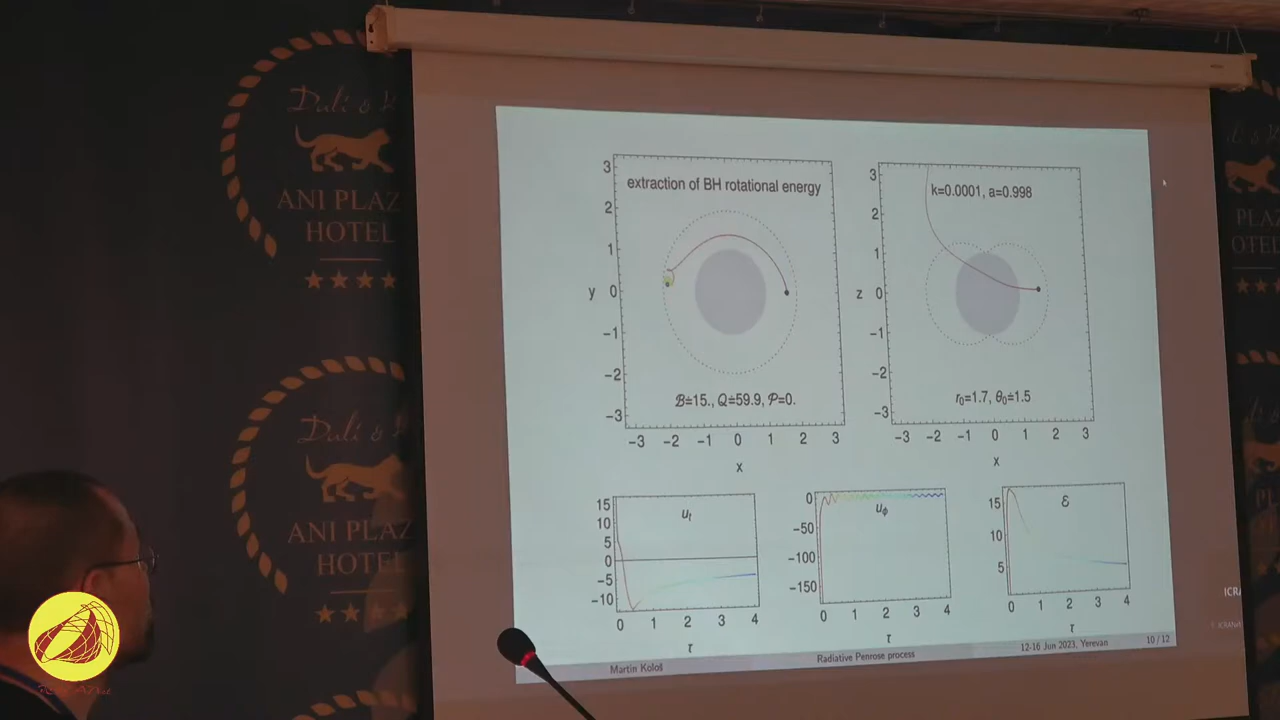 ANI PLAZ
HOTEL
ANI PLAZ
HOTEL
extraction of BH rotational energy
3
2
1
y 0
−1
−2
−3
ℬ=15., Q=59.9, 𝒫=0.
−3 −2 −1 0 1 2 3
x
k=0.0001, a=0.998
3
2
1
z 0
−1
−2
−3
r₀=1.7, θ₀=1.5
−3 −2 −1 0 1 2 3
x
uₜ
15
10
5
0
−5
−10
0 1 2 3 4
τ
uᵩ
0
−50
−100
−150
0 1 2 3 4
τ
ℰ
15
10
5
0 1 2 3 4
τ
Martin Kološ
Radiative Penrose process
12-16 Jun 2023, Yerevan
10 / 12
ICRA